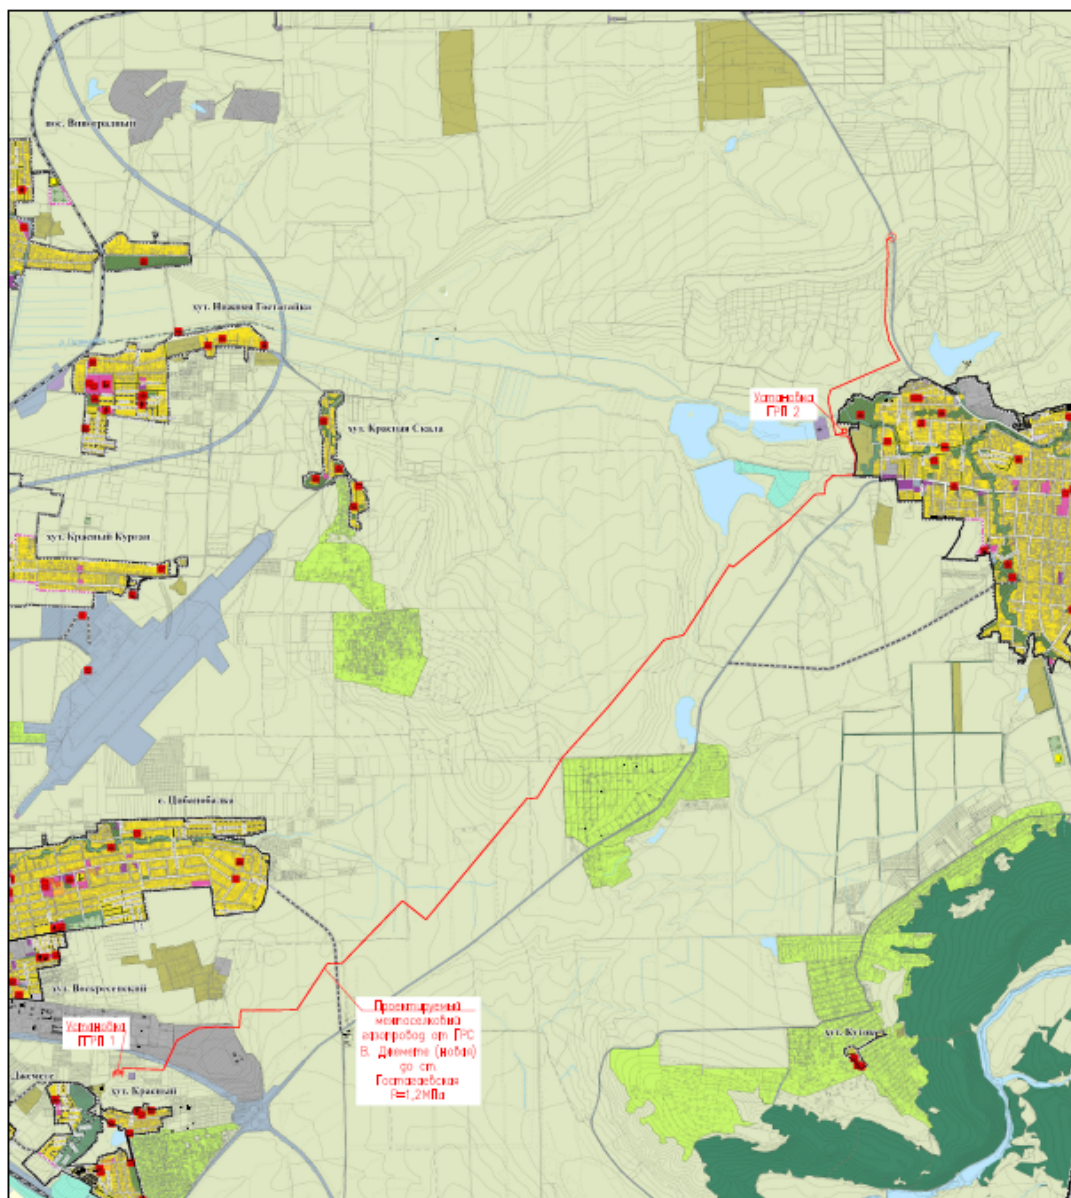 пос. Виноградный
хут. Нижняя Гостагайка
хут. Красная Скала
Установка
ГРП 2
хут. Красный Курган
с. Цибанобалка
хут. Воскресенский
Установка
ПГРП 1
Проектируемый
межпоселковый
газопровод от ГРС
В. Джемете (новая)
до ст.
Гостагаевская
P=1,2МПа
хут. Куток
Джемете
хут. Красный